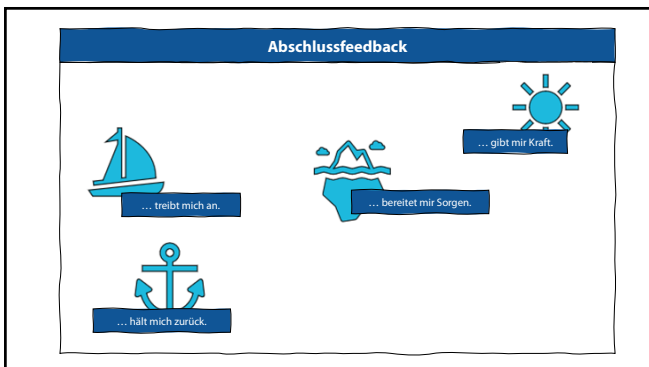 Abschlussfeedback
… gibt mir Kraft.
… treibt mich an.
… bereitet mir Sorgen.
… hält mich zurück.